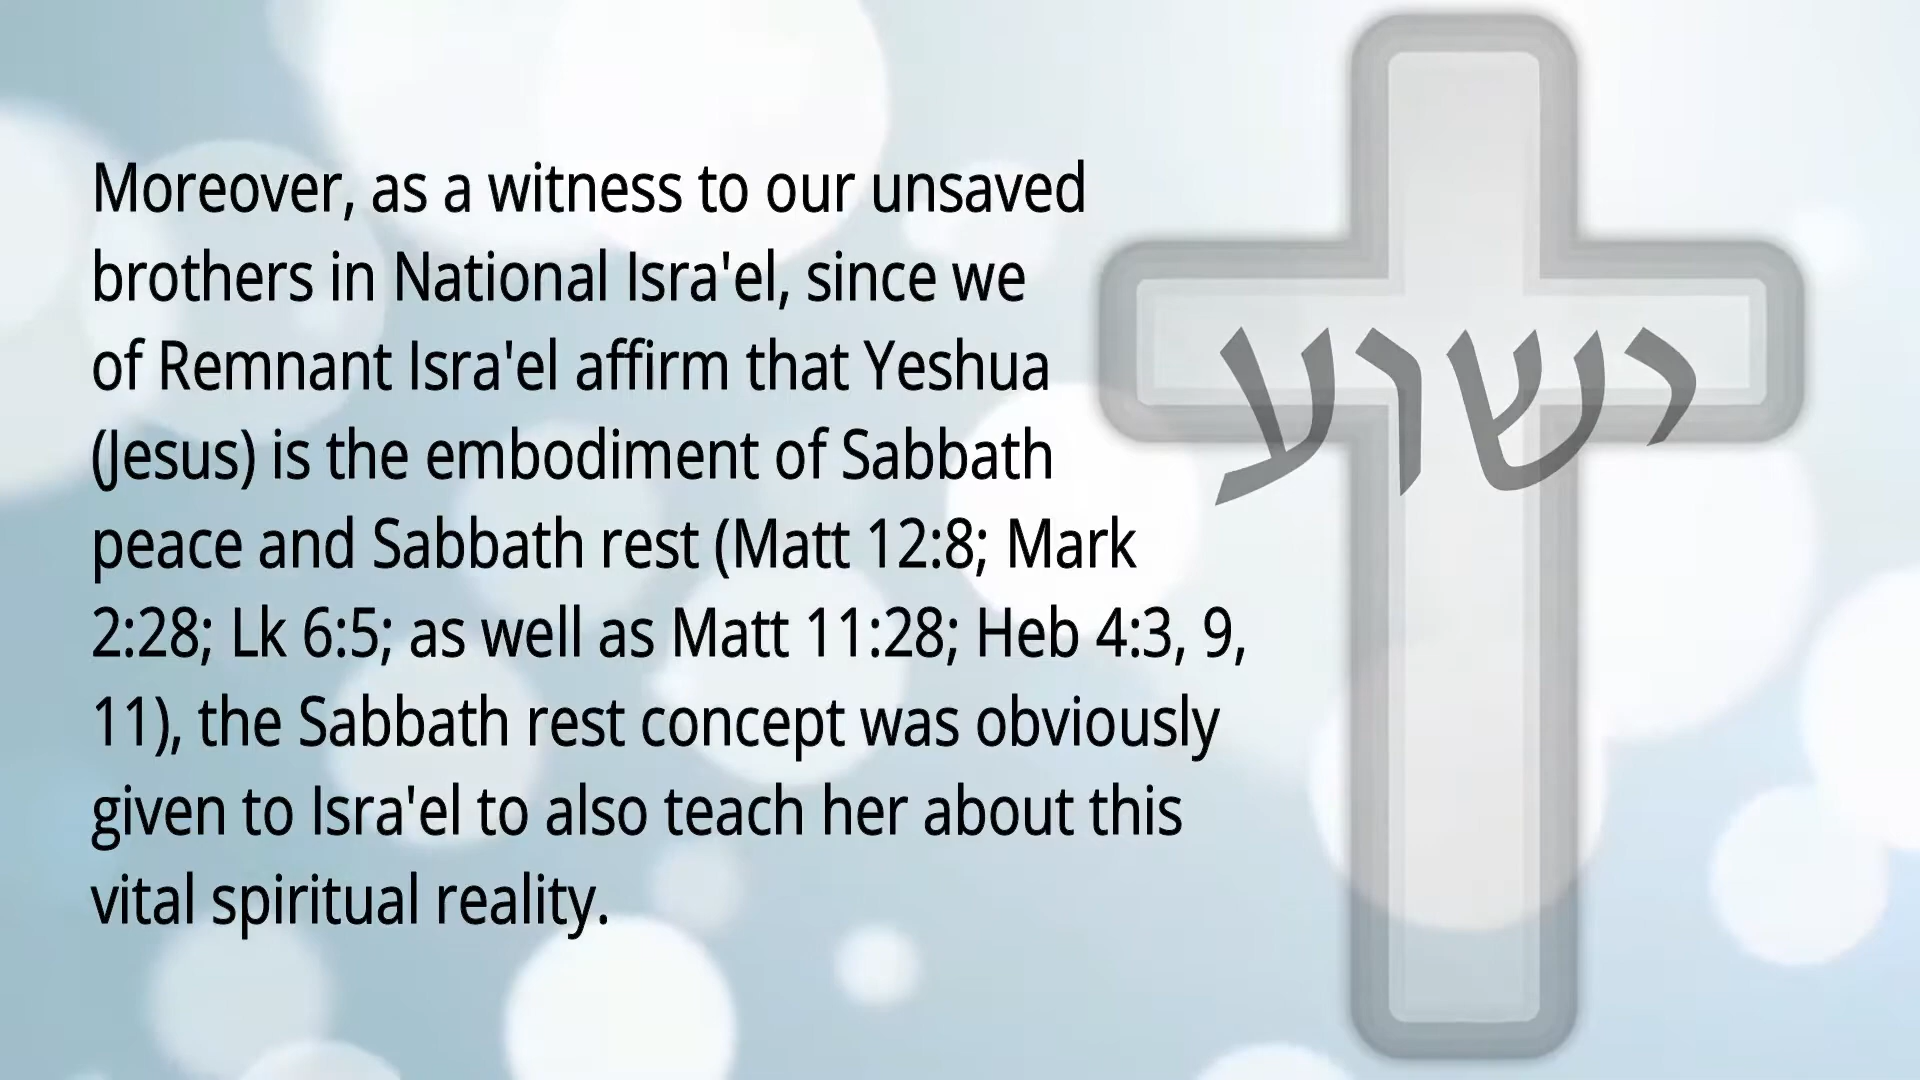 Moreover, as a witness to our unsaved
brothers in National Isra'el, since we
of Remnant Isra'el affirm that Yeshua
(Jesus) is the embodiment of Sabbath
peace and Sabbath rest (Matt 12:8; Mark
2:28; Lk 6:5; as well as Matt 11:28; Heb 4:3, 9,
11), the Sabbath rest concept was obviously
given to Isra'el to also teach her about this
vital spiritual reality.
ישוע